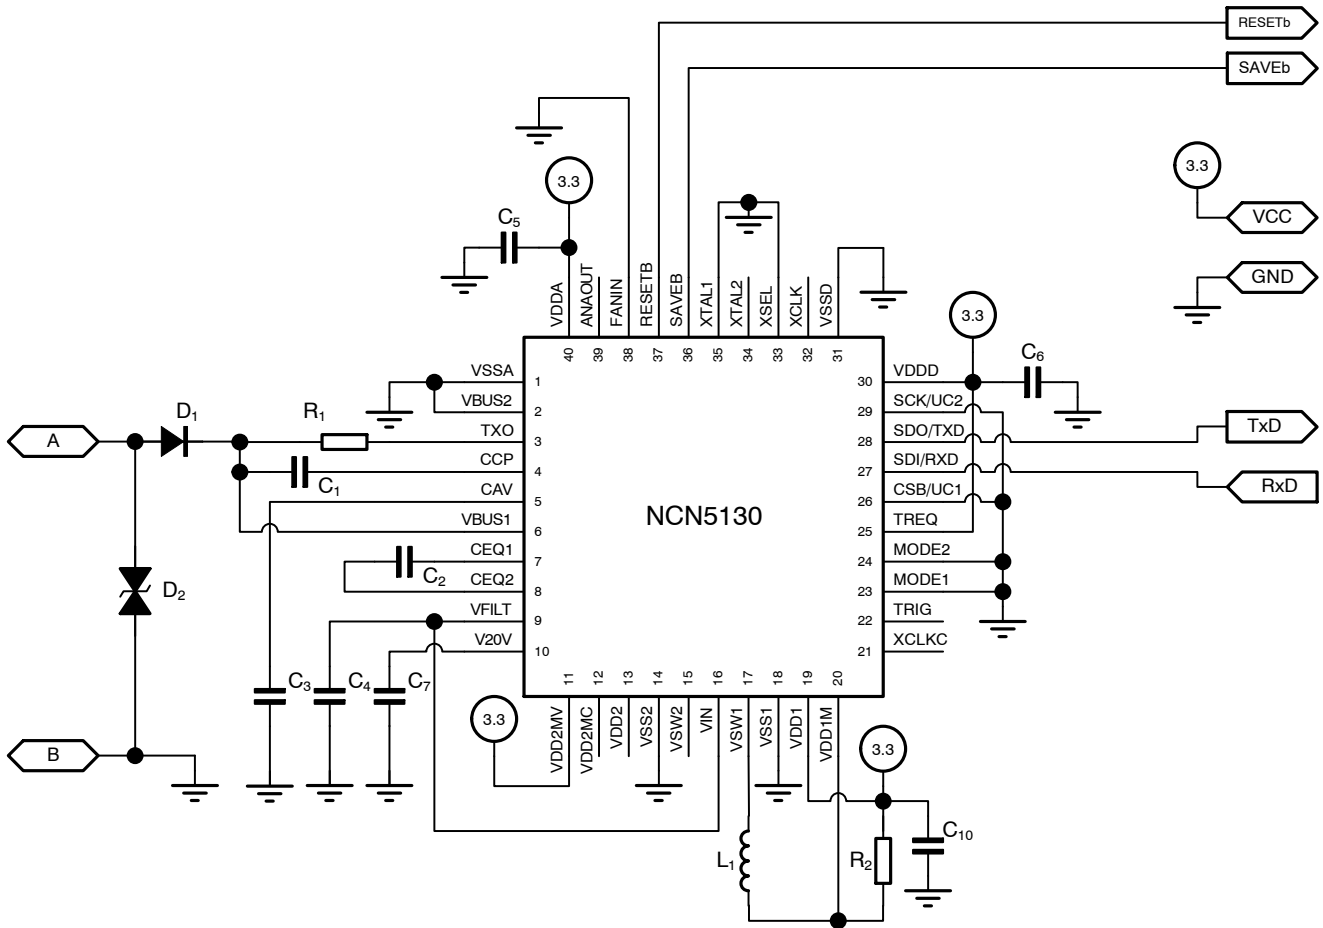 RESETb
SAVEb
3.3
3.3
VCC
C5
GND
VDDA
ANAOUT
FANIN
RESETB
SAVEB
XTAL1
XTAL2
XSEL
XCLK
VSSD
3.3
40
39
38
37
36
35
34
33
32
31
C6
VSSA
1
30
VDDD
VBUS2
2
29
SCK/UC2
D1
R1
A
TXO
3
28
SDO/TXD
TxD
CCP
4
27
SDI/RXD
C1
RxD
CAV
5
26
CSB/UC1
NCN5130
VBUS1
6
25
TREQ
CEQ1
7
24
MODE2
C2
D2
CEQ2
8
23
MODE1
VFILT
9
22
TRIG
V20V
10
21
XCLKC
C3
C4
C7
11
12
13
14
15
16
17
18
19
20
3.3
VDD2MV
VDD2MC
VDD2
VSS2
VSW2
VIN
VSW1
VSS1
VDD1
VDD1M
3.3
B
C10
L1
R2